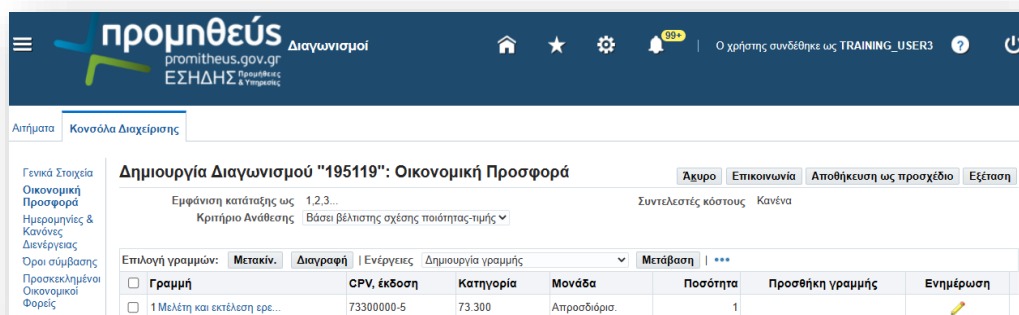 προμηθεύς Διαγωνισμοί
promitheus.gov.gr
ΕΣΗΔΗΣ Προμήθειες & Υπηρεσίες
99+
Ο χρήστης συνδέθηκε ως TRAINING_USER3 ?
Αιτήματα Κονσόλα Διαχείρισης
Γενικά Στοιχεία
Οικονομική Προσφορά
Ημερομηνίες & Κανόνες Διενέργειας
Όροι σύμβασης
Προσκεκλημένοι Οικονομικοί Φορείς
Δημιουργία Διαγωνισμού "195119": Οικονομική Προσφορά
Άκυρο Επικοινωνία Αποθήκευση ως προσχέδιο Εξέταση
Εμφάνιση κατάταξης ως 1,2,3... Συντελεστές κόστους Κανένα
Κριτήριο Ανάθεσης Βάσει βέλτιστης σχέσης ποιότητας-τιμής
Επιλογή γραμμών: Μετακίν. Διαγραφή | Ενέργειες Δημιουργία γραμμής Μετάβαση | •••
Γραμμή CPV, έκδοση Κατηγορία Μονάδα Ποσότητα Προσθήκη γραμμής Ενημέρωση
1 Μελέτη και εκτέλεση ερε... 73300000-5 73.300 Απροσδιόρισ. 1